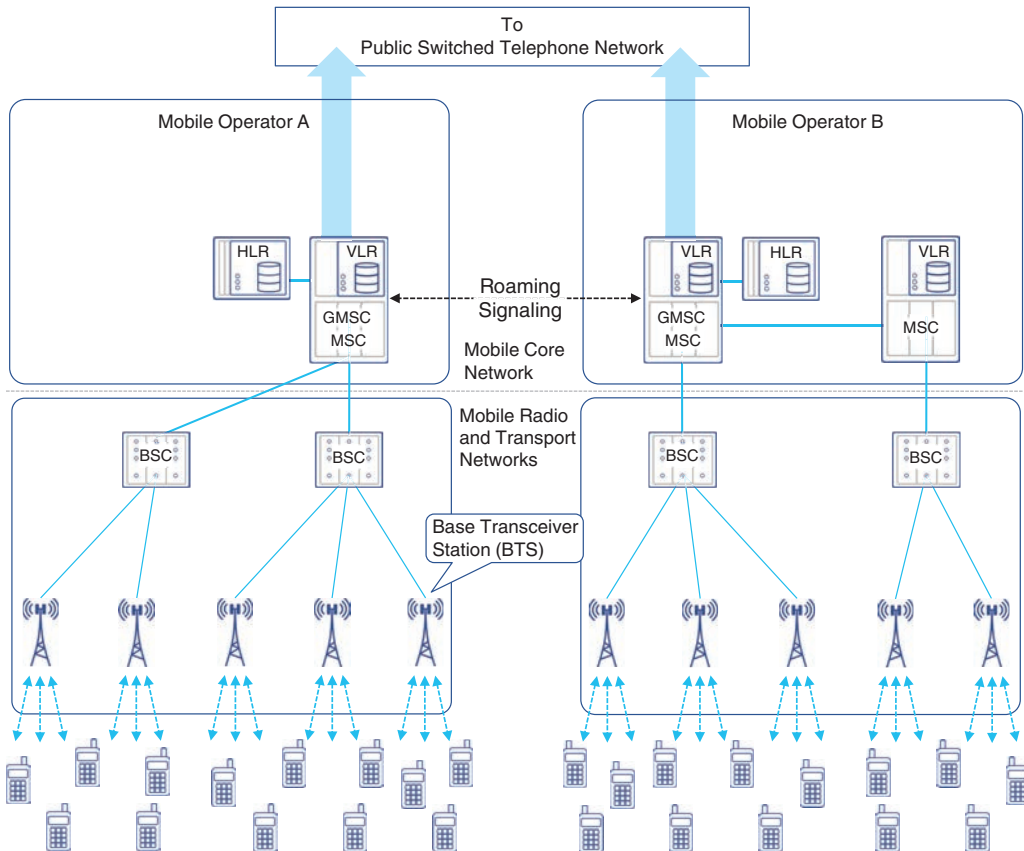 To
Public Switched Telephone Network
Mobile Operator A
Mobile Operator B
HLR
VLR
VLR
HLR
VLR
Roaming
Signaling
GMSC
MSC
GMSC
MSC
MSC
Mobile Core
Network
Mobile Radio
and Transport
Networks
BSC
BSC
BSC
BSC
Base Transceiver
Station (BTS)